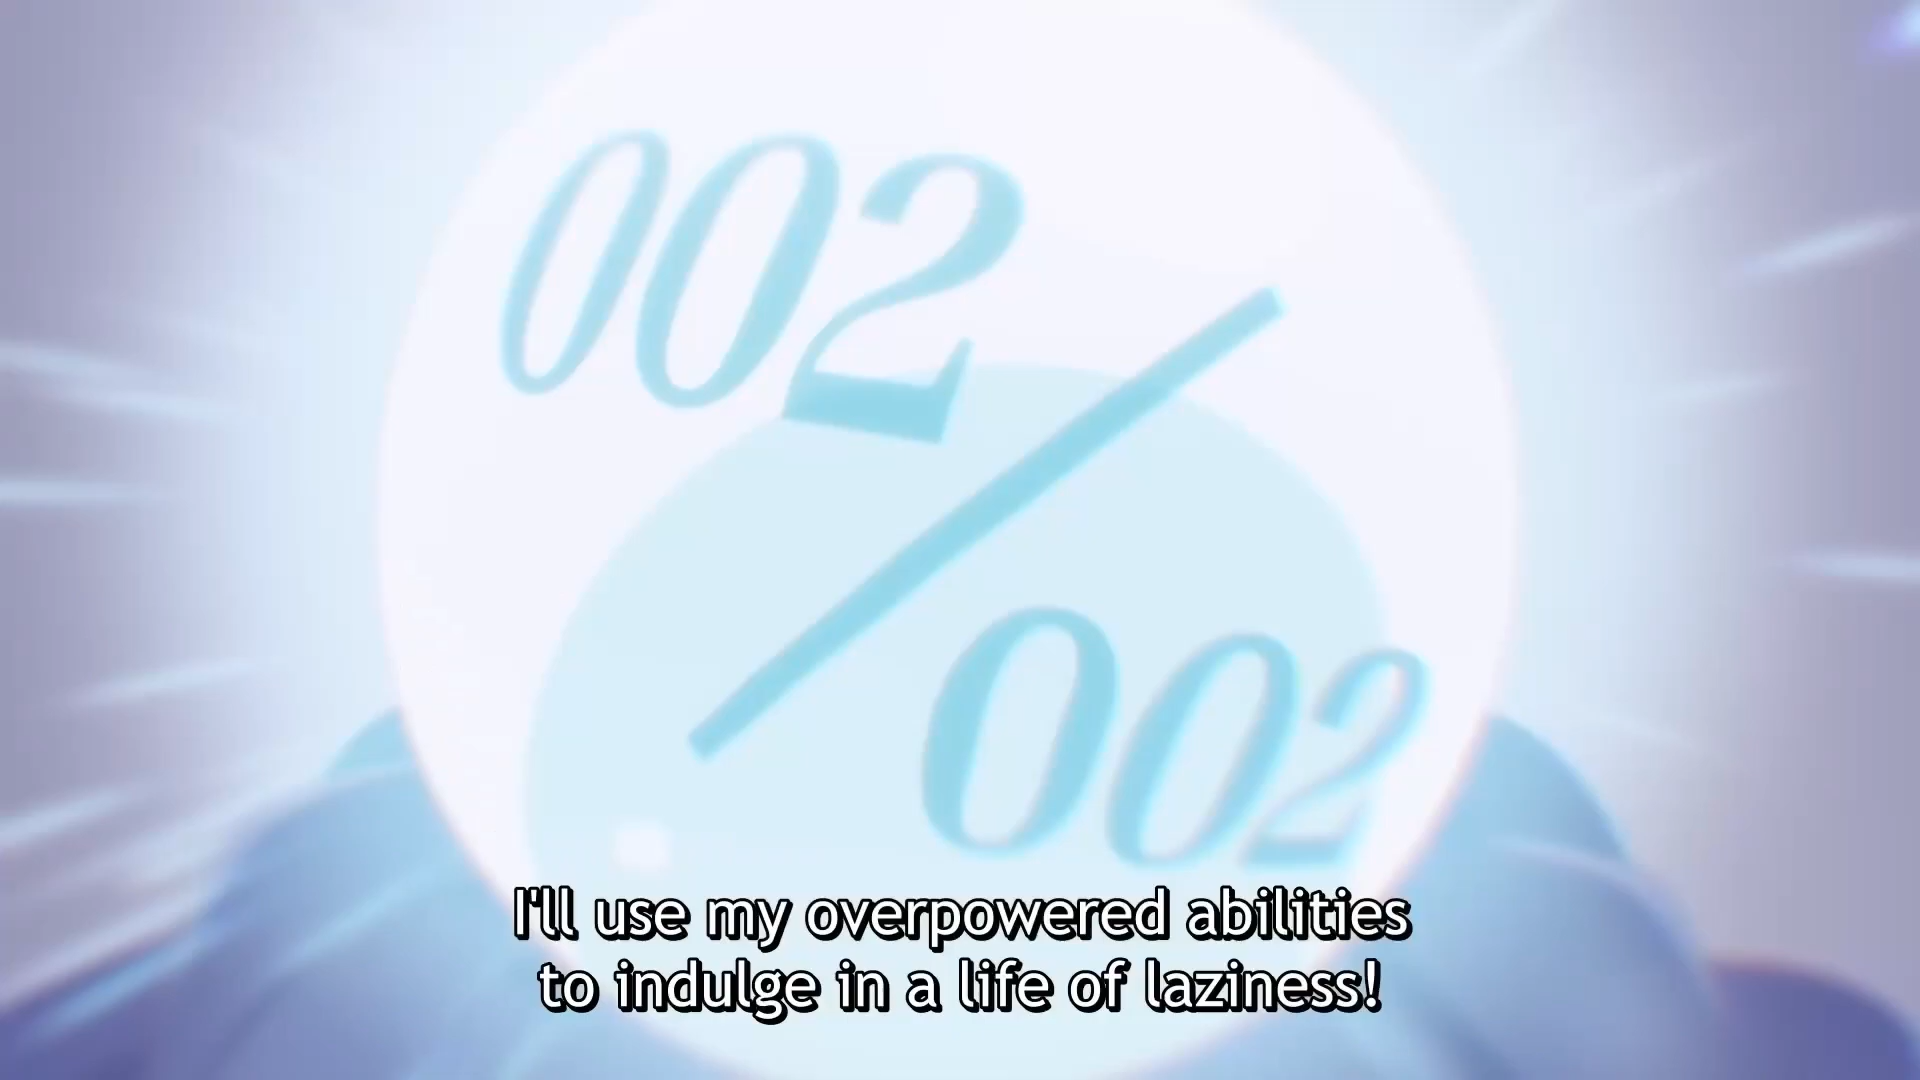 002/002
I'll use my overpowered abilities
to indulge in a life of laziness!